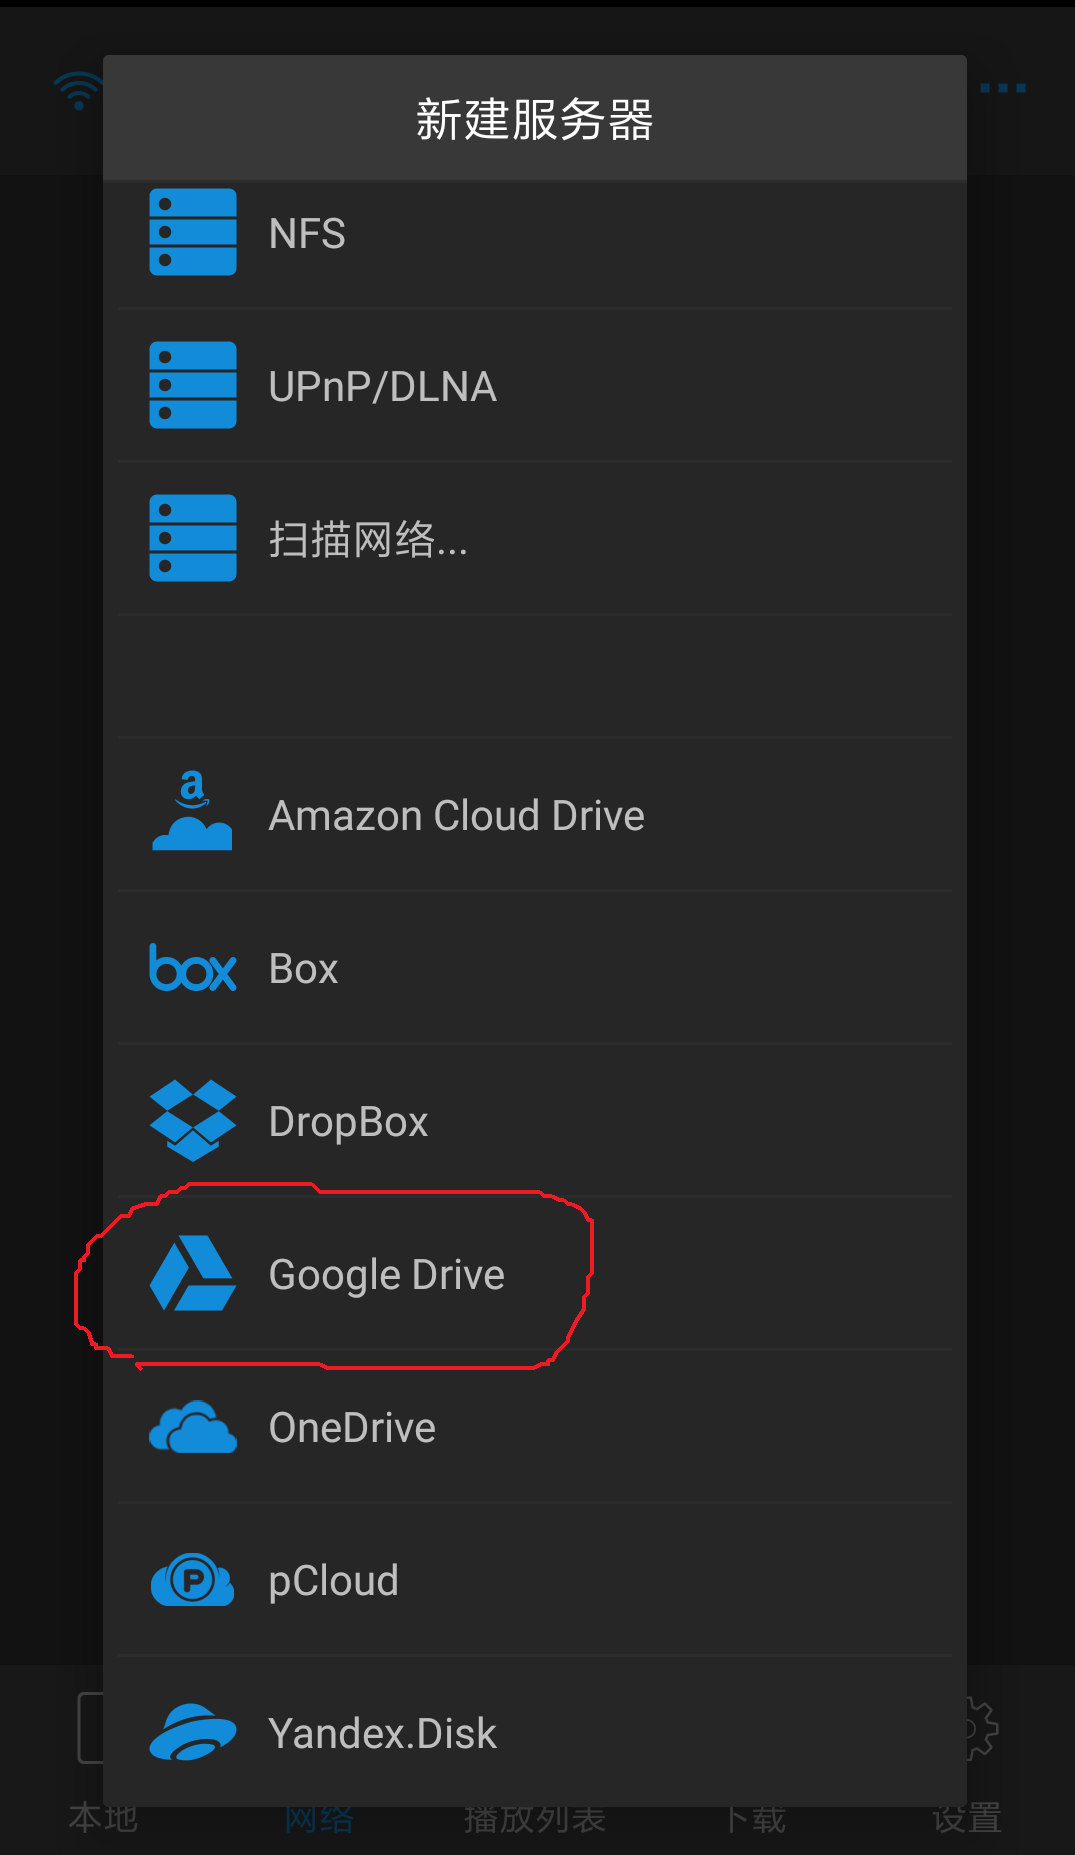 新建服务器
NFS
UPnP/DLNA
扫描网络...
a
Amazon Cloud Drive
box
Box
DropBox
Google Drive
OneDrive
P
pCloud
Yandex.Disk
本地 网络 播放列表 下载 设置